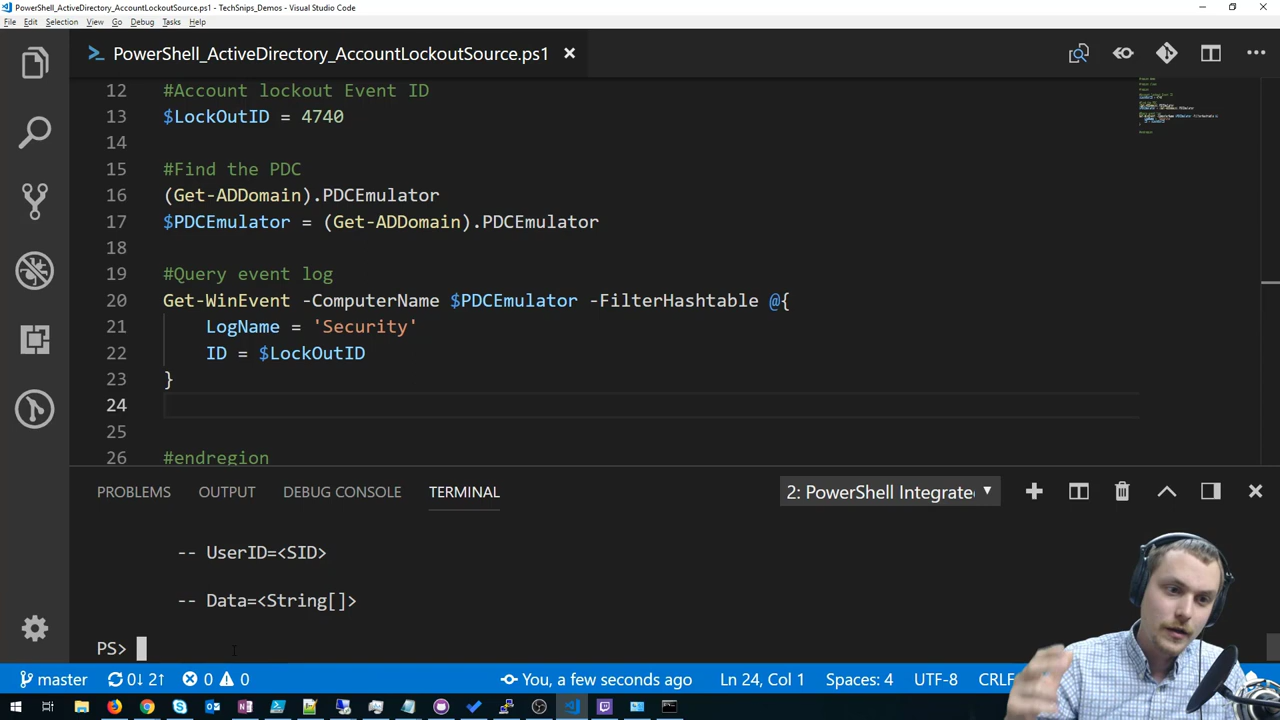 PowerShell_ActiveDirectory_AccountLockoutSource.ps1 - TechSnips_Demos - Visual Studio Code
File Edit Selection View Go Debug Tasks Help
PowerShell_ActiveDirectory_AccountLockoutSource.ps1
12 #Account lockout Event ID
13 $LockOutID = 4740
14
15 #Find the PDC
16 (Get-ADDomain).PDCEmulator
17 $PDCEmulator = (Get-ADDomain).PDCEmulator
18
19 #Query event log
20 Get-WinEvent -ComputerName $PDCEmulator -FilterHashtable @{
21 LogName = 'Security'
22 ID = $LockOutID
23 }
24
25
26 #endregion
PROBLEMS OUTPUT DEBUG CONSOLE TERMINAL 2: PowerShell Integrate
-- UserID=<SID>
-- Data=<String[]>
PS>
master 0↓ 2↑ 0 0 You, a few seconds ago Ln 24, Col 1 Spaces: 4 UTF-8 CRLF